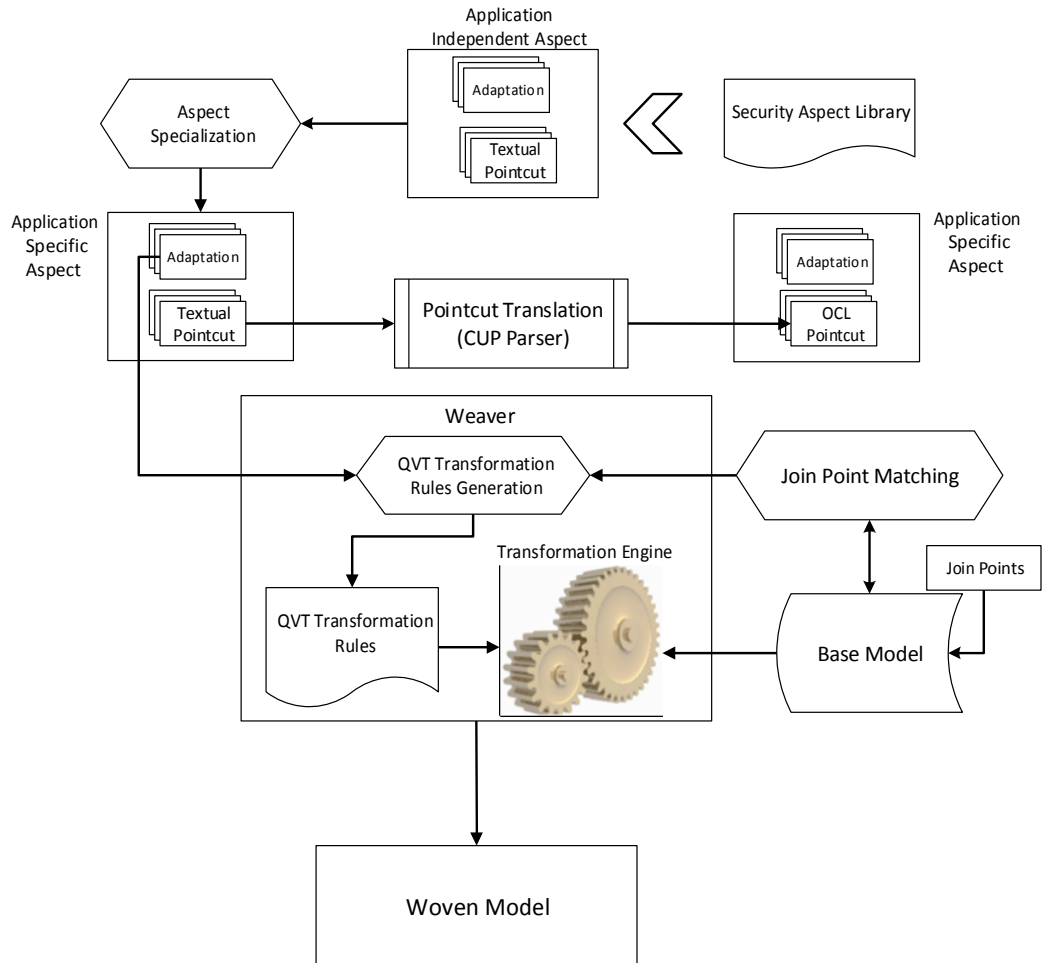 Application
Independent Aspect
Adaptation
Textual
Pointcut
Security Aspect Library
Aspect
Specialization
Application
Specific
Aspect
Adaptation
Textual
Pointcut
Pointcut Translation
(CUP Parser)
Adaptation
OCL
Pointcut
Application
Specific
Aspect
Weaver
QVT Transformation
Rules Generation
Join Point Matching
Transformation Engine
Join Points
QVT Transformation
Rules
Base Model
Woven Model